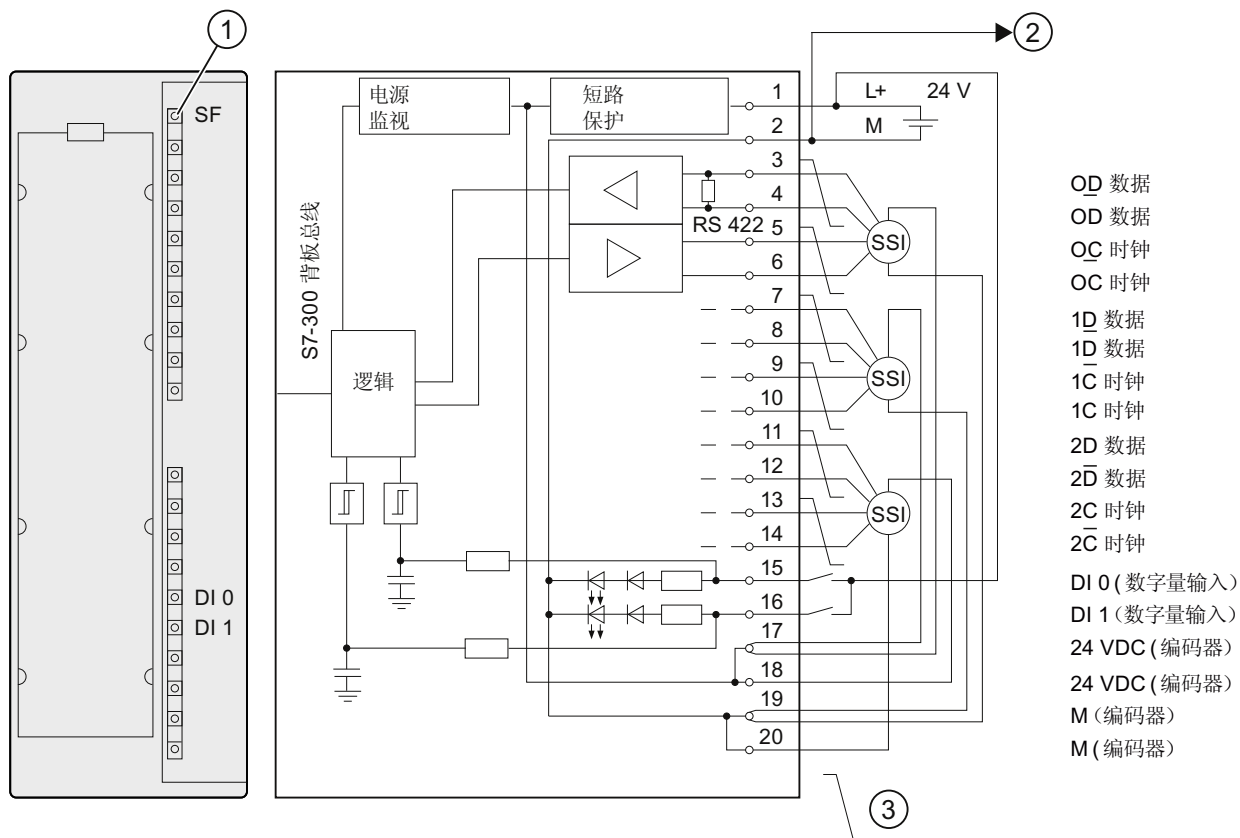 1
2
SF
DI 0
DI 1
S7-300 背板总线
电源
监视
短路
保护
逻辑
RS 422
1
2
3
4
5
6
7
8
9
10
11
12
13
14
15
16
17
18
19
20
L+ 24 V
M
SSI
SSI
SSI
OD 数据
O̅D̅ 数据
OC 时钟
O̅C̅ 时钟
1D 数据
1D̅ 数据
1C̅ 时钟
1C 时钟
2D 数据
2D̅ 数据
2C 时钟
2C̅ 时钟
DI 0(数字量输入)
DI 1(数字量输入)
24 VDC(编码器)
24 VDC(编码器)
M(编码器)
M(编码器)
3